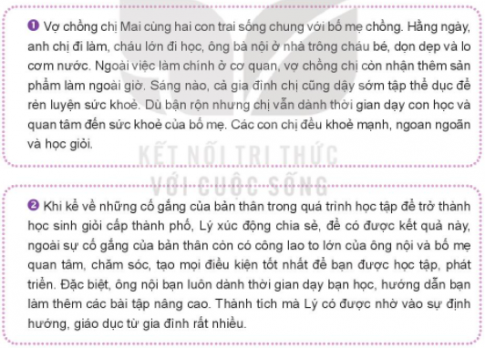 1 Vợ chồng chị Mai cùng hai con trai sống chung với bố mẹ chồng. Hằng ngày,
anh chị đi làm, cháu lớn đi học, ông bà nội ở nhà trông cháu bé, dọn dẹp và lo
cơm nước. Ngoài việc làm chính ở cơ quan, vợ chồng chị còn nhận thêm sản
phẩm làm ngoài giờ. Sáng nào, cả gia đình chị cũng dậy sớm tập thể dục để
rèn luyện sức khoẻ. Dù bận rộn nhưng chị vẫn dành thời gian dạy con học và
quan tâm đến sức khoẻ của bố mẹ. Các con chị đều khoẻ mạnh, ngoan ngoãn
và học giỏi.
KẾT NỐI TRI THỨC
VỚI CUỘC SỐNG
2 Khi kể về những cố gắng của bản thân trong quá trình học tập để trở thành
học sinh giỏi cấp thành phố, Lý xúc động chia sẻ, để có được kết quả này,
ngoài sự cố gắng của bản thân còn có công lao to lớn của ông nội và bố mẹ
quan tâm, chăm sóc, tạo mọi điều kiện tốt nhất để bạn được học tập, phát
triển. Đặc biệt, ông nội bạn luôn dành thời gian dạy bạn học, hướng dẫn bạn
làm thêm các bài tập nâng cao. Thành tích mà Lý có được nhờ vào sự định
hướng, giáo dục từ gia đình rất nhiều.